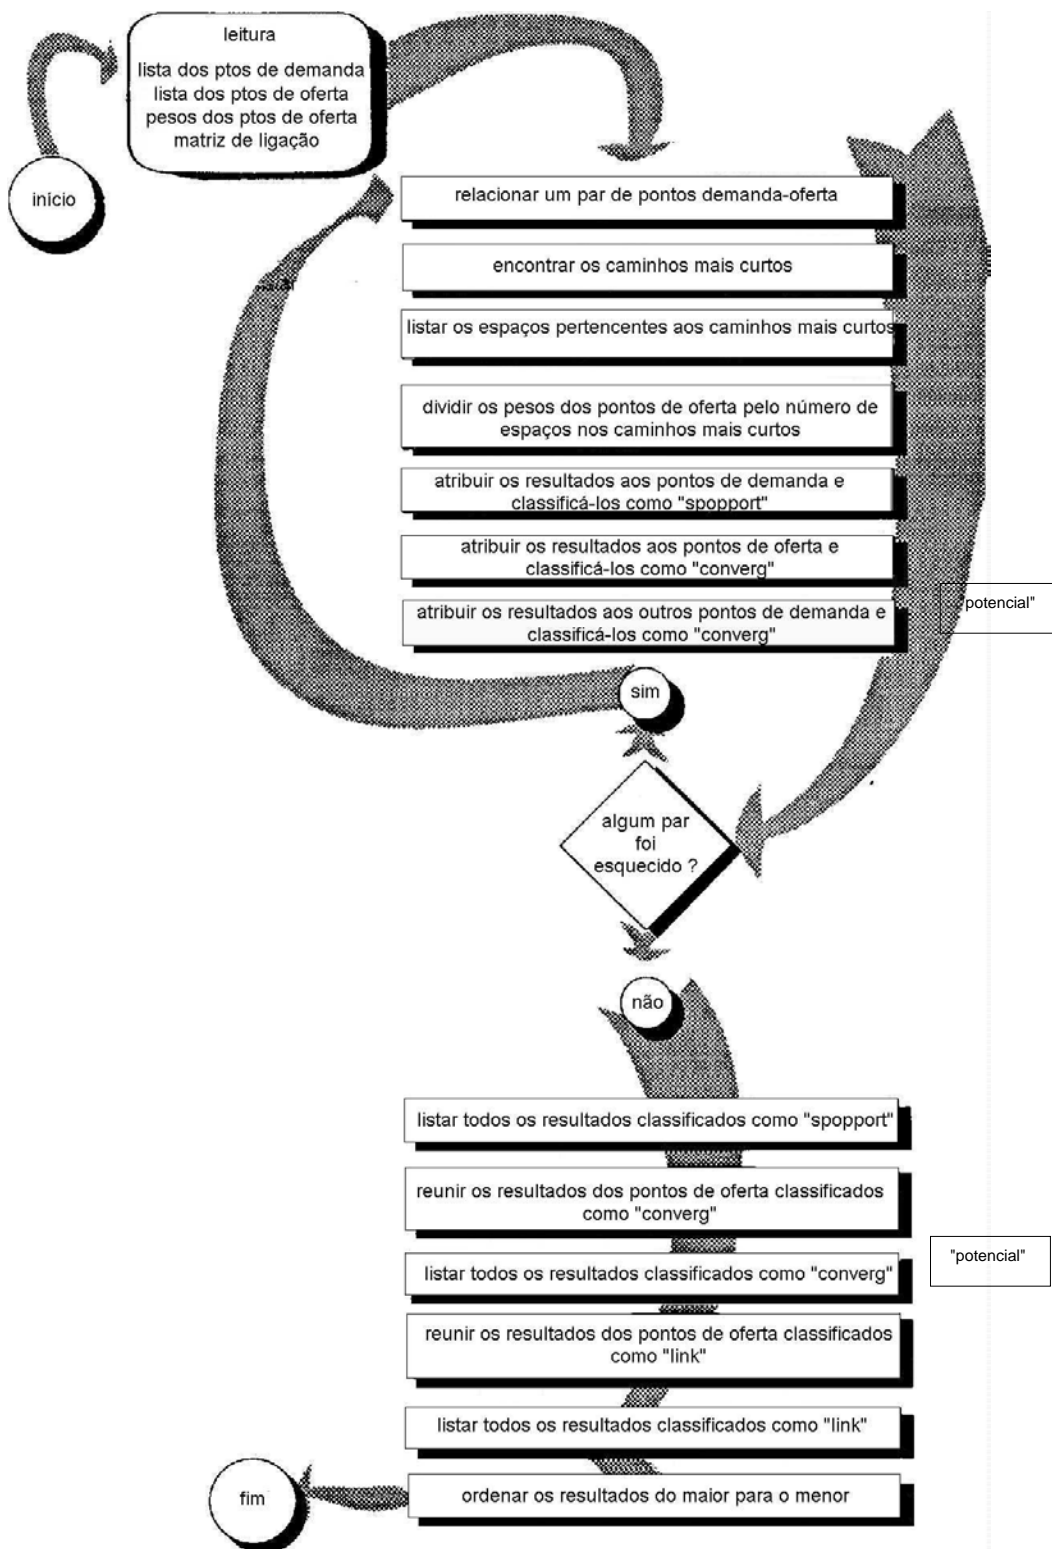 leitura
lista dos ptos de demanda
lista dos ptos de oferta
pesos dos ptos de oferta
matriz de ligação
início
relacionar um par de pontos demanda-oferta
encontrar os caminhos mais curtos
listar os espaços pertencentes aos caminhos mais curtos
dividir os pesos dos pontos de oferta pelo número de
espaços nos caminhos mais curtos
atribuir os resultados aos pontos de demanda e
classificá-los como "spopport"
atribuir os resultados aos pontos de oferta e
classificá-los como "converg"
atribuir os resultados aos outros pontos de demanda e
classificá-los como "converg"
"potencial"
sim
algum par
foi
esquecido ?
não
listar todos os resultados classificados como "spopport"
reunir os resultados dos pontos de oferta classificados
como "converg"
listar todos os resultados classificados como "converg"
"potencial"
reunir os resultados dos pontos de oferta classificados
como "link"
listar todos os resultados classificados como "link"
ordenar os resultados do maior para o menor
fim